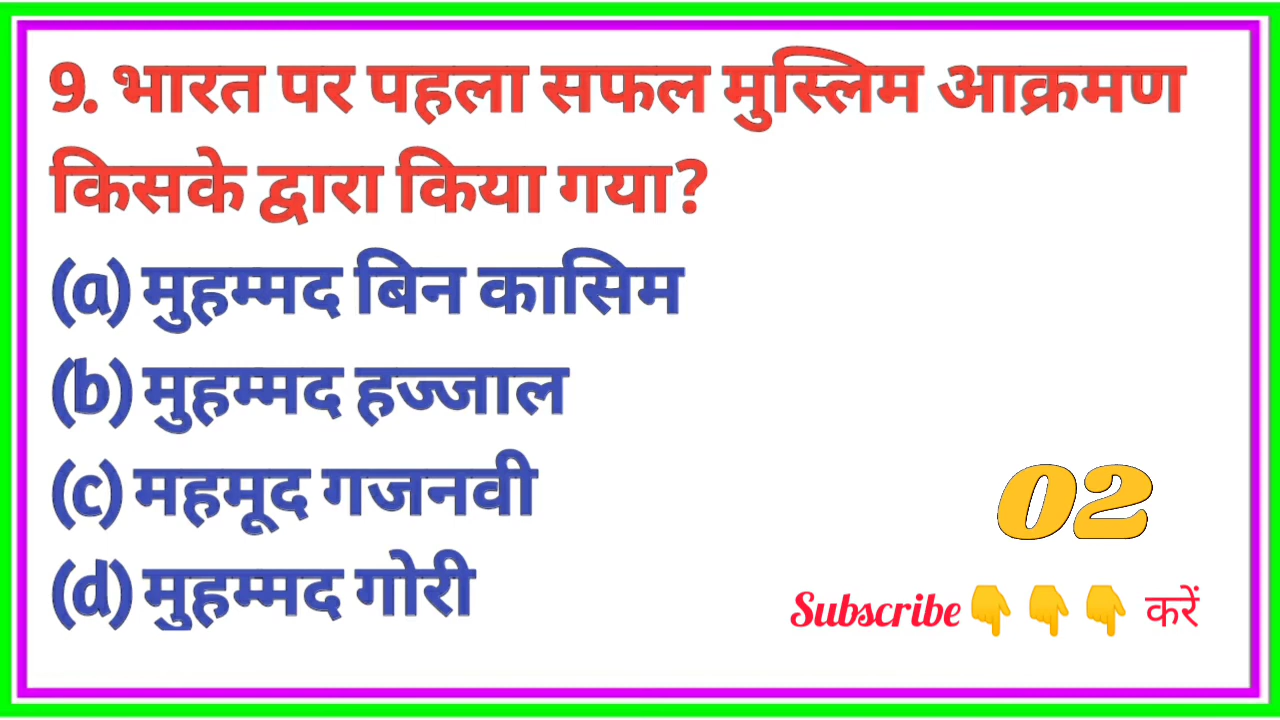 9. भारत पर पहला सफल मुस्लिम आक्रमण
किसके द्वारा किया गया?
(a) मुहम्मद बिन कासिम
(b) मुहम्मद हज्जाल
(c) महमूद गजनवी
(d) मुहम्मद गोरी
02
Subscribe👇👇👇 करें